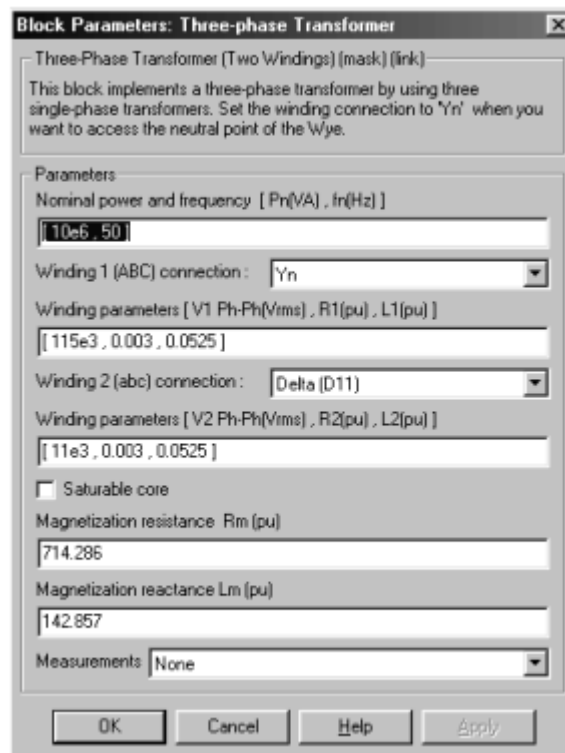 Block Parameters: Three-phase Transformer
Three-Phase Transformer (Two Windings) (mask) (link)
This block implements a three-phase transformer by using three
single-phase transformers. Set the winding connection to 'Yn' when you
want to access the neutral point of the Wye.
Parameters
Nominal power and frequency [ Pn(VA) , fn(Hz) ]
[ 10e6 , 50 ]
Winding 1 (ABC) connection : Yn
Winding parameters [ V1 Ph-Ph(Vrms) , R1(pu) , L1(pu) ]
[ 115e3 , 0.003 , 0.0525 ]
Winding 2 (abc) connection : Delta (D11)
Winding parameters [ V2 Ph-Ph(Vrms) , R2(pu) , L2(pu) ]
[ 11e3 , 0.003 , 0.0525 ]
Saturable core
Magnetization resistance Rm (pu)
714.286
Magnetization reactance Lm (pu)
142.857
Measurements None
OK Cancel Help Apply